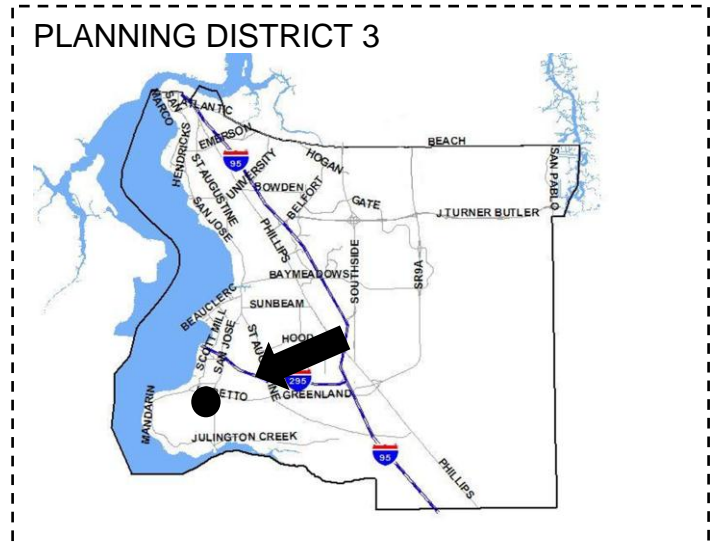 PLANNING DISTRICT 3
MARCO
SAN
ATLANTIC
HENDRICKS
EMERSON
BEACH
HOGAN
95
UNIVERSITY
ST AUGUSTINE
BOWDEN
SAN PABLO
BELFORT
GATE
SAN JOSE
J TURNER BUTLER
PHILLIPS
BAYMEADOWS
SOUTHSIDE
SR9A
BEAUCLERC
SUNBEAM
SCOTT MILL
SAN JOSE
ST AUGUSTINE
HOOD
295
ETTO
GREENLAND
MANDARIN
JULINGTON CREEK
95
PHILLIPS